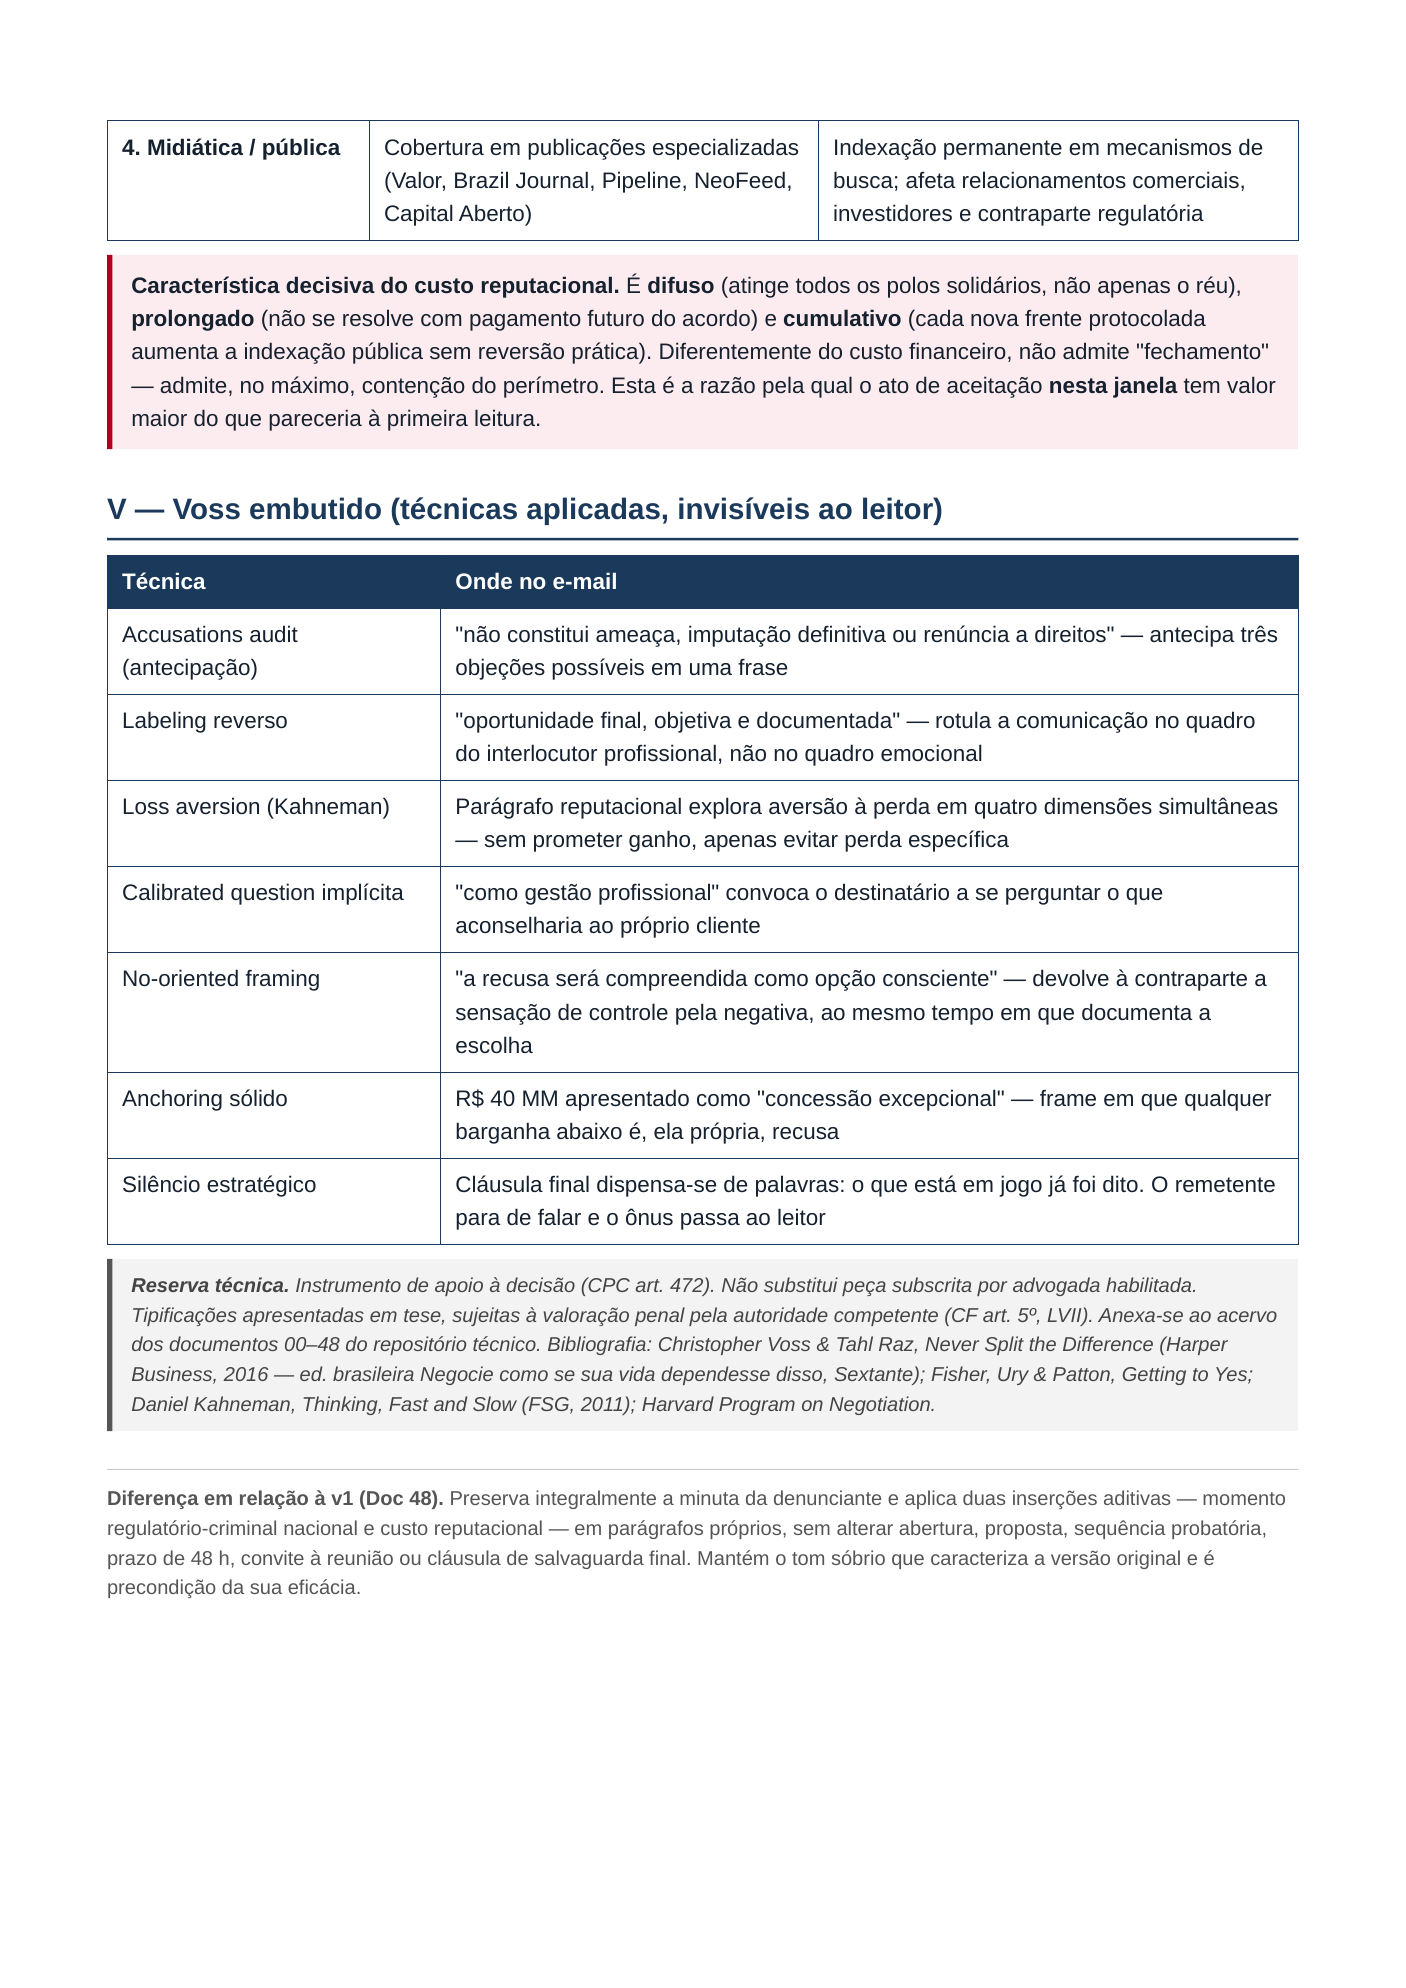 4. Midiática / pública
Cobertura em publicações especializadas
(Valor, Brazil Journal, Pipeline, NeoFeed,
Capital Aberto)
Indexação permanente em mecanismos de
busca; afeta relacionamentos comerciais,
investidores e contraparte regulatória
Característica decisiva do custo reputacional. É difuso (atinge todos os polos solidários, não apenas o réu),
prolongado (não se resolve com pagamento futuro do acordo) e cumulativo (cada nova frente protocolada
aumenta a indexação pública sem reversão prática). Diferentemente do custo financeiro, não admite "fechamento"
— admite, no máximo, contenção do perímetro. Esta é a razão pela qual o ato de aceitação nesta janela tem valor
maior do que pareceria à primeira leitura.
V — Voss embutido (técnicas aplicadas, invisíveis ao leitor)
Técnica
Onde no e-mail
Accusations audit
(antecipação)
"não constitui ameaça, imputação definitiva ou renúncia a direitos" — antecipa três
objeções possíveis em uma frase
Labeling reverso
"oportunidade final, objetiva e documentada" — rotula a comunicação no quadro
do interlocutor profissional, não no quadro emocional
Loss aversion (Kahneman)
Parágrafo reputacional explora aversão à perda em quatro dimensões simultâneas
— sem prometer ganho, apenas evitar perda específica
Calibrated question implícita
"como gestão profissional" convoca o destinatário a se perguntar o que
aconselharia ao próprio cliente
No-oriented framing
"a recusa será compreendida como opção consciente" — devolve à contraparte a
sensação de controle pela negativa, ao mesmo tempo em que documenta a
escolha
Anchoring sólido
R$ 40 MM apresentado como "concessão excepcional" — frame em que qualquer
barganha abaixo é, ela própria, recusa
Silêncio estratégico
Cláusula final dispensa-se de palavras: o que está em jogo já foi dito. O remetente
para de falar e o ônus passa ao leitor
Reserva técnica. Instrumento de apoio à decisão (CPC art. 472). Não substitui peça subscrita por advogada habilitada.
Tipificações apresentadas em tese, sujeitas à valoração penal pela autoridade competente (CF art. 5º, LVII). Anexa-se ao acervo
dos documentos 00–48 do repositório técnico. Bibliografia: Christopher Voss & Tahl Raz, Never Split the Difference (Harper
Business, 2016 — ed. brasileira Negocie como se sua vida dependesse disso, Sextante); Fisher, Ury & Patton, Getting to Yes;
Daniel Kahneman, Thinking, Fast and Slow (FSG, 2011); Harvard Program on Negotiation.
Diferença em relação à v1 (Doc 48). Preserva integralmente a minuta da denunciante e aplica duas inserções aditivas — momento
regulatório-criminal nacional e custo reputacional — em parágrafos próprios, sem alterar abertura, proposta, sequência probatória,
prazo de 48 h, convite à reunião ou cláusula de salvaguarda final. Mantém o tom sóbrio que caracteriza a versão original e é
precondição da sua eficácia.